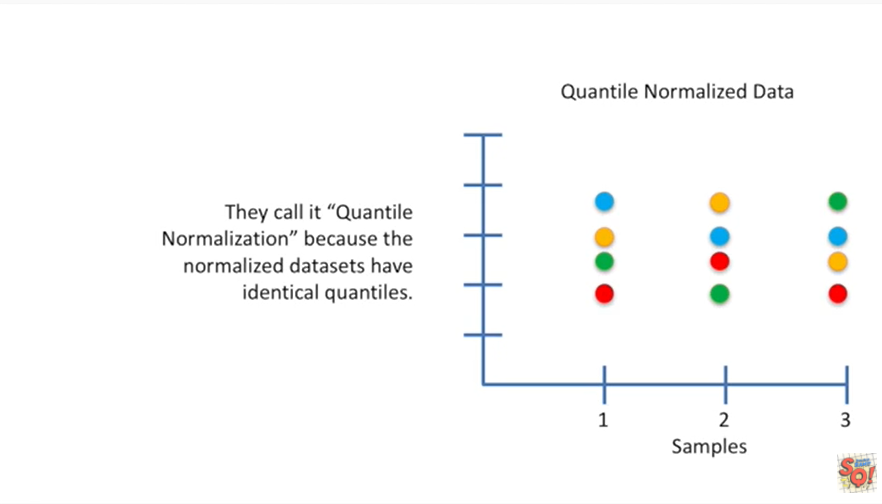 Quantile Normalized Data
They call it “Quantile
Normalization” because the
normalized datasets have
identical quantiles.
1 2 3
Samples
SQ!